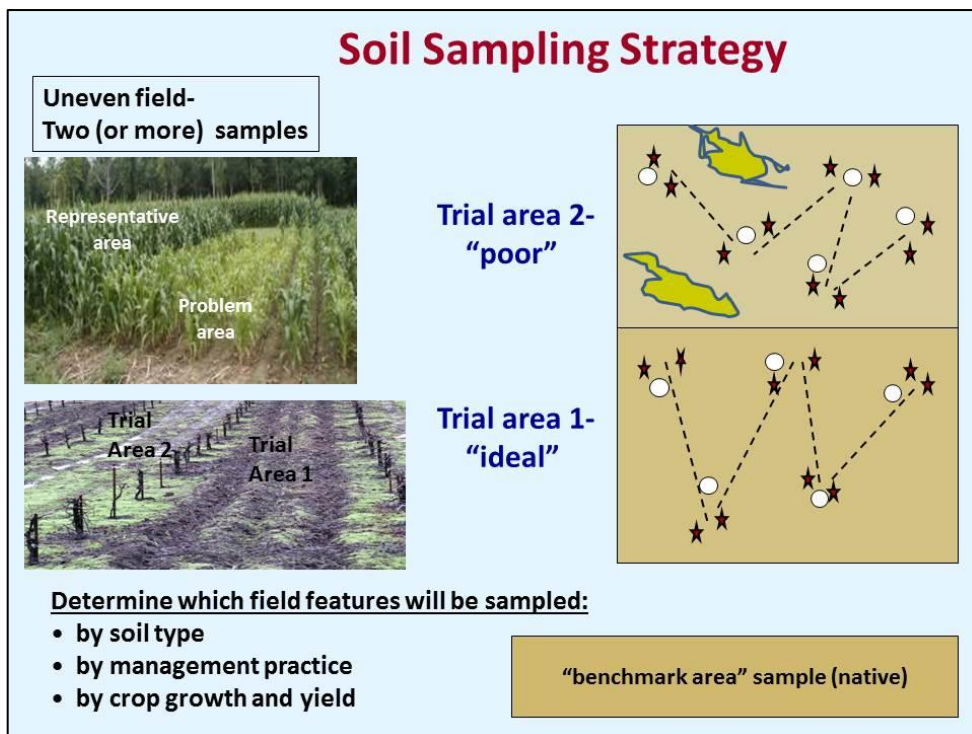 Soil Sampling Strategy
Uneven field-
Two (or more) samples
Representative
area
Problem
area
Trial area 2-
“poor”
Trial
Area 2
Trial
Area 1
Trial area 1-
“ideal”
Determine which field features will be sampled:
• by soil type
• by management practice
• by crop growth and yield
“benchmark area” sample (native)